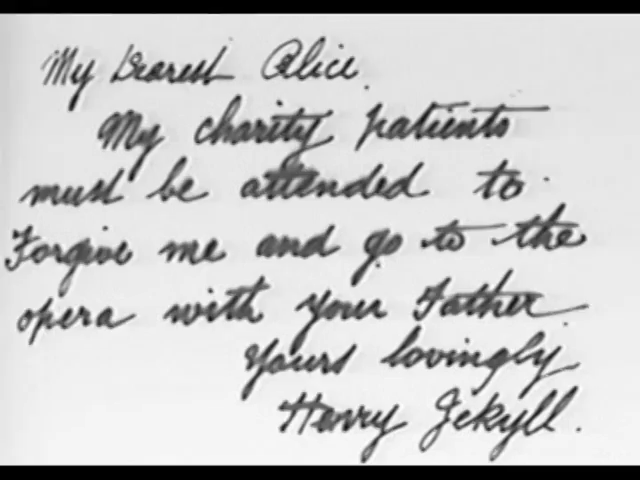 My Dearest Alice.
My charity patients
must be attended to.
Forgive me and go to the
opera with your Father.
Yours lovingly
Henry Jekyll.